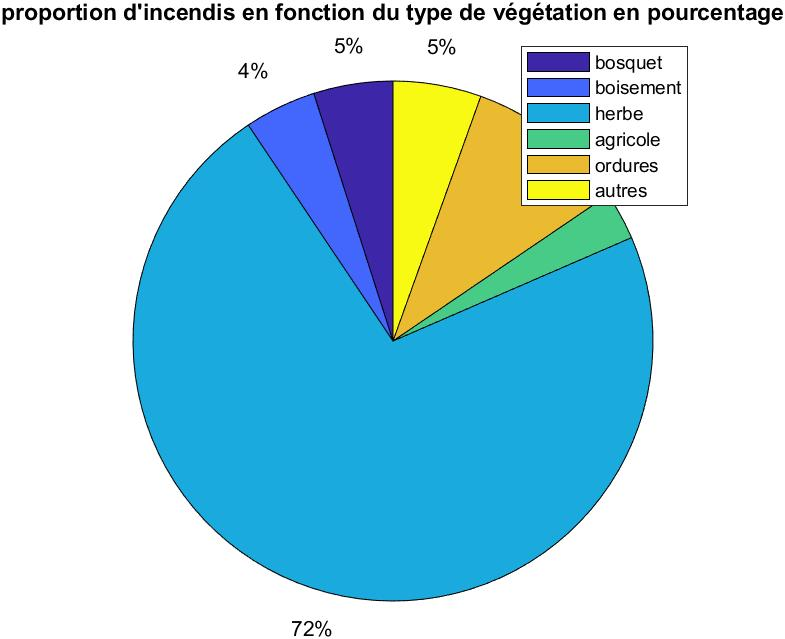 proportion d'incendis en fonction du type de végétation en pourcentage
5%
5%
4%
bosquet
boisement
herbe
agricole
ordures
autres
72%